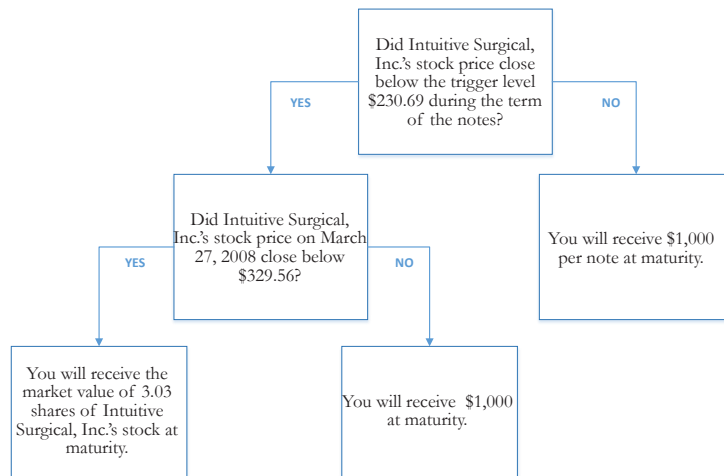 Did Intuitive Surgical,
Inc.'s stock price close
below the trigger level
$230.69 during the term
of the notes?
YES
NO
Did Intuitive Surgical,
Inc.'s stock price on March
27, 2008 close below
$329.56?
You will receive $1,000
per note at maturity.
YES
NO
You will receive the
market value of 3.03
shares of Intuitive
Surgical, Inc.'s stock at
maturity.
You will receive $1,000
at maturity.